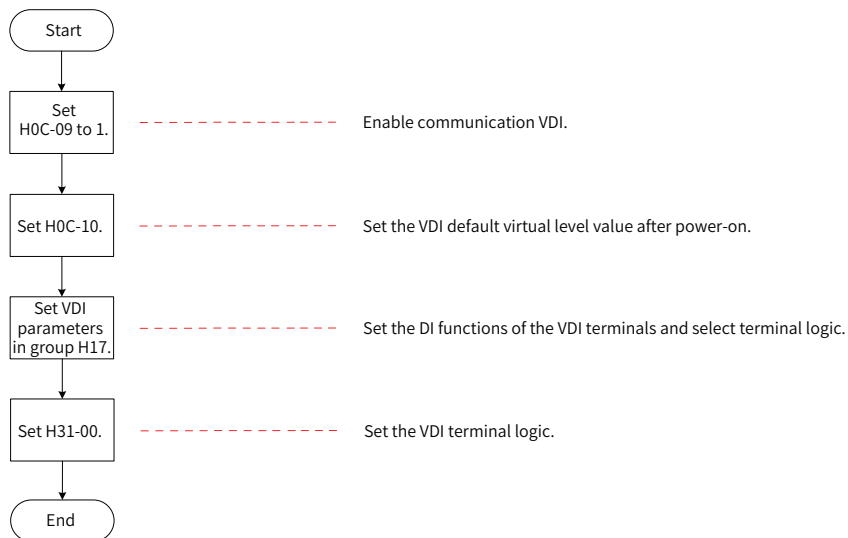 Start
Set
H0C-09 to 1.
Enable communication VDI.
Set H0C-10.
Set the VDI default virtual level value after power-on.
Set VDI
parameters
in group H17.
Set the DI functions of the VDI terminals and select terminal logic.
Set H31-00.
Set the VDI terminal logic.
End